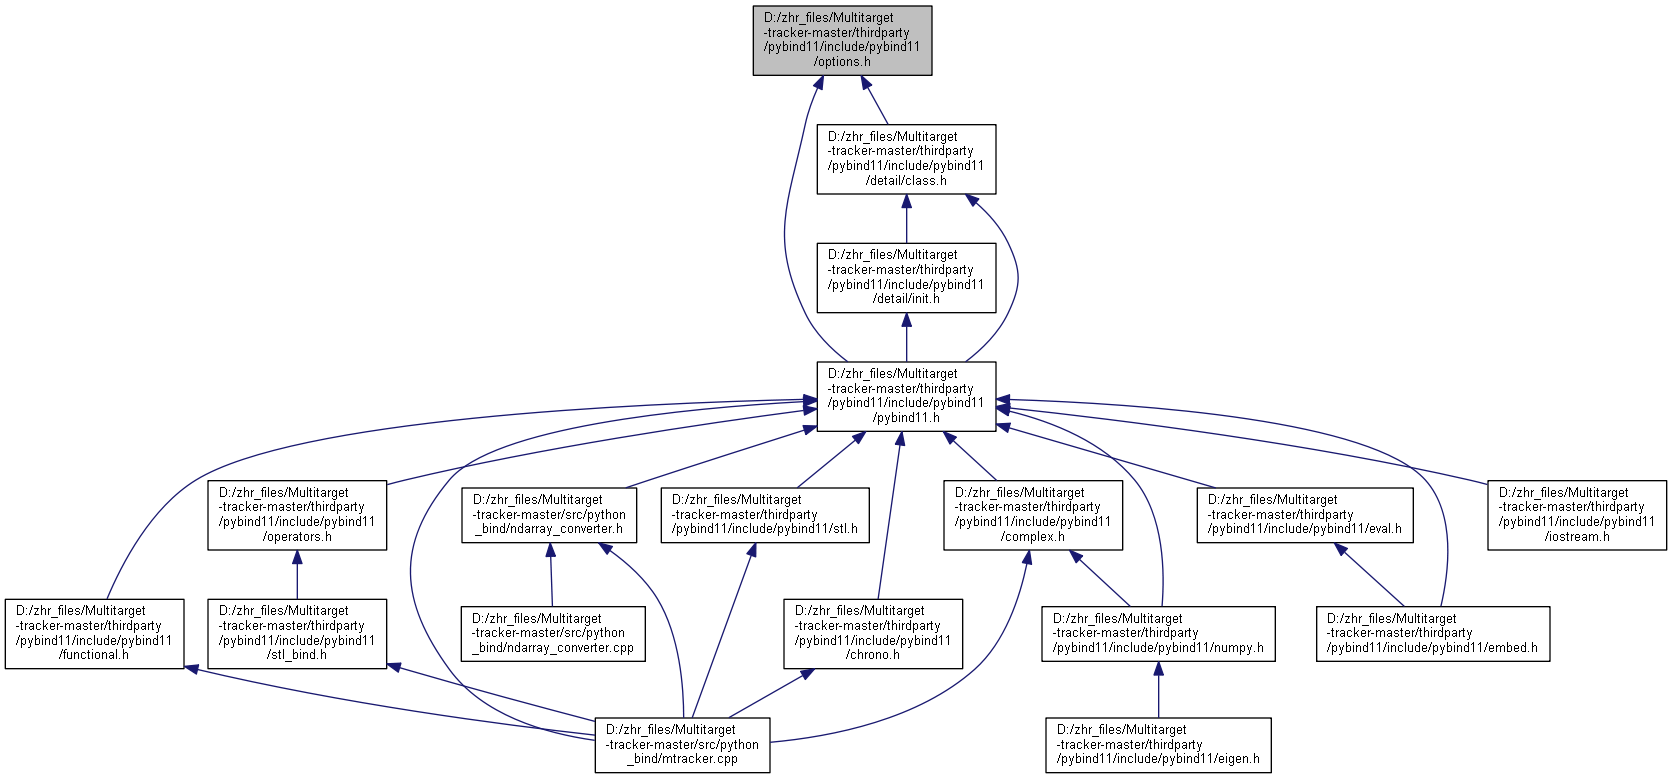 D:/zhr_files/Multitarget
-tracker-master/thirdparty
/pybind11/include/pybind11
/options.h
D:/zhr_files/Multitarget
-tracker-master/thirdparty
/pybind11/include/pybind11
/detail/class.h
D:/zhr_files/Multitarget
-tracker-master/thirdparty
/pybind11/include/pybind11
/detail/init.h
D:/zhr_files/Multitarget
-tracker-master/thirdparty
/pybind11/include/pybind11
/pybind11.h
D:/zhr_files/Multitarget
-tracker-master/thirdparty
/pybind11/include/pybind11
/operators.h
D:/zhr_files/Multitarget
-tracker-master/src/python
_bind/ndarray_converter.h
D:/zhr_files/Multitarget
-tracker-master/thirdparty
/pybind11/include/pybind11/stl.h
D:/zhr_files/Multitarget
-tracker-master/thirdparty
/pybind11/include/pybind11
/complex.h
D:/zhr_files/Multitarget
-tracker-master/thirdparty
/pybind11/include/pybind11/eval.h
D:/zhr_files/Multitarget
-tracker-master/thirdparty
/pybind11/include/pybind11
/iostream.h
D:/zhr_files/Multitarget
-tracker-master/thirdparty
/pybind11/include/pybind11
/functional.h
D:/zhr_files/Multitarget
-tracker-master/thirdparty
/pybind11/include/pybind11
/stl_bind.h
D:/zhr_files/Multitarget
-tracker-master/src/python
_bind/ndarray_converter.cpp
D:/zhr_files/Multitarget
-tracker-master/thirdparty
/pybind11/include/pybind11
/chrono.h
D:/zhr_files/Multitarget
-tracker-master/thirdparty
/pybind11/include/pybind11/numpy.h
D:/zhr_files/Multitarget
-tracker-master/thirdparty
/pybind11/include/pybind11/embed.h
D:/zhr_files/Multitarget
-tracker-master/src/python
_bind/mtracker.cpp
D:/zhr_files/Multitarget
-tracker-master/thirdparty
/pybind11/include/pybind11/eigen.h